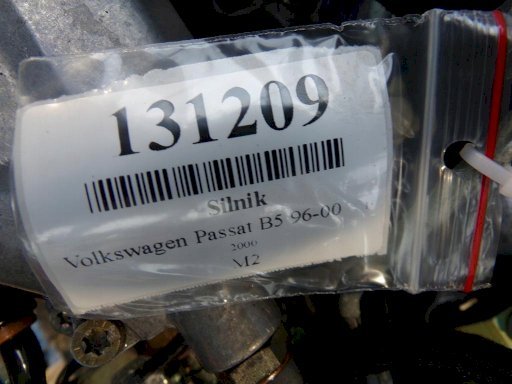 131209
Silnik
Volkswagen Passat B5 96-00
2000
M2